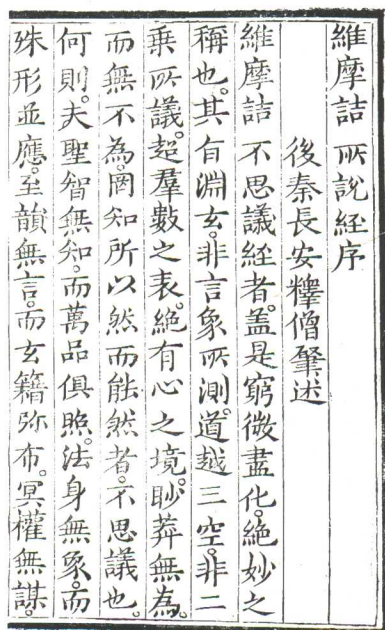 維摩詰所說經序
後秦長安釋僧肇述
維摩詰不思議經者。盖是窮微盡化。絕妙之
稱也。其旨淵玄。非言象所測。道越三空。非二
乗所議。超羣數之表。絕有心之境。眇莽無為。
而無不為。罔知所以然而能然者。不思議也。
何則。夫聖智無知。而萬品俱照。法身無象。而
殊形並應。至韻無言。而玄籍弥布。冥權無謀。